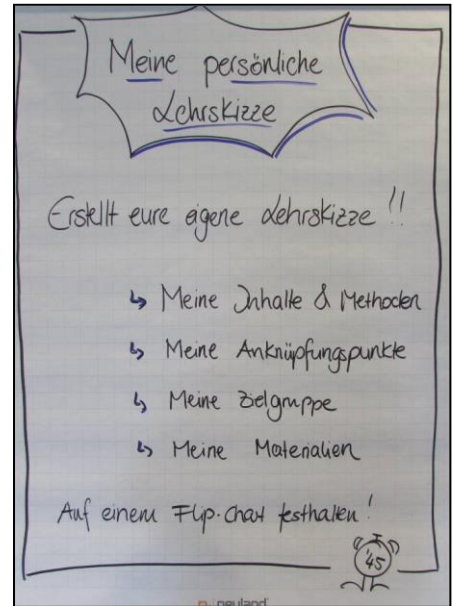 Meine persönliche
Lehrskizze
Erstellt eure eigene Lehrskizze !!
↳ Meine Inhalte & Methoden
↳ Meine Anknüpfungspunkte
↳ Meine Zielgruppe
↳ Meine Materialien
Auf einem Flip-Chart festhalten!
'45
neuland